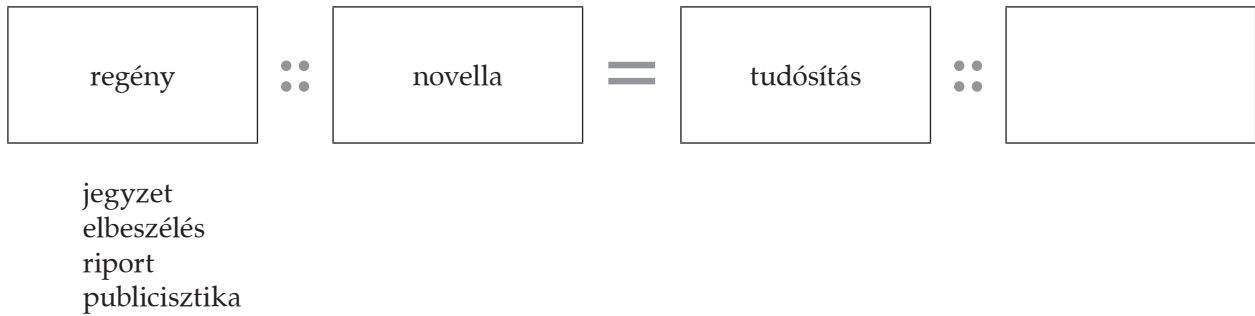 regény :: novella = tudósítás ::
jegyzet
elbeszélés
riport
publicisztika